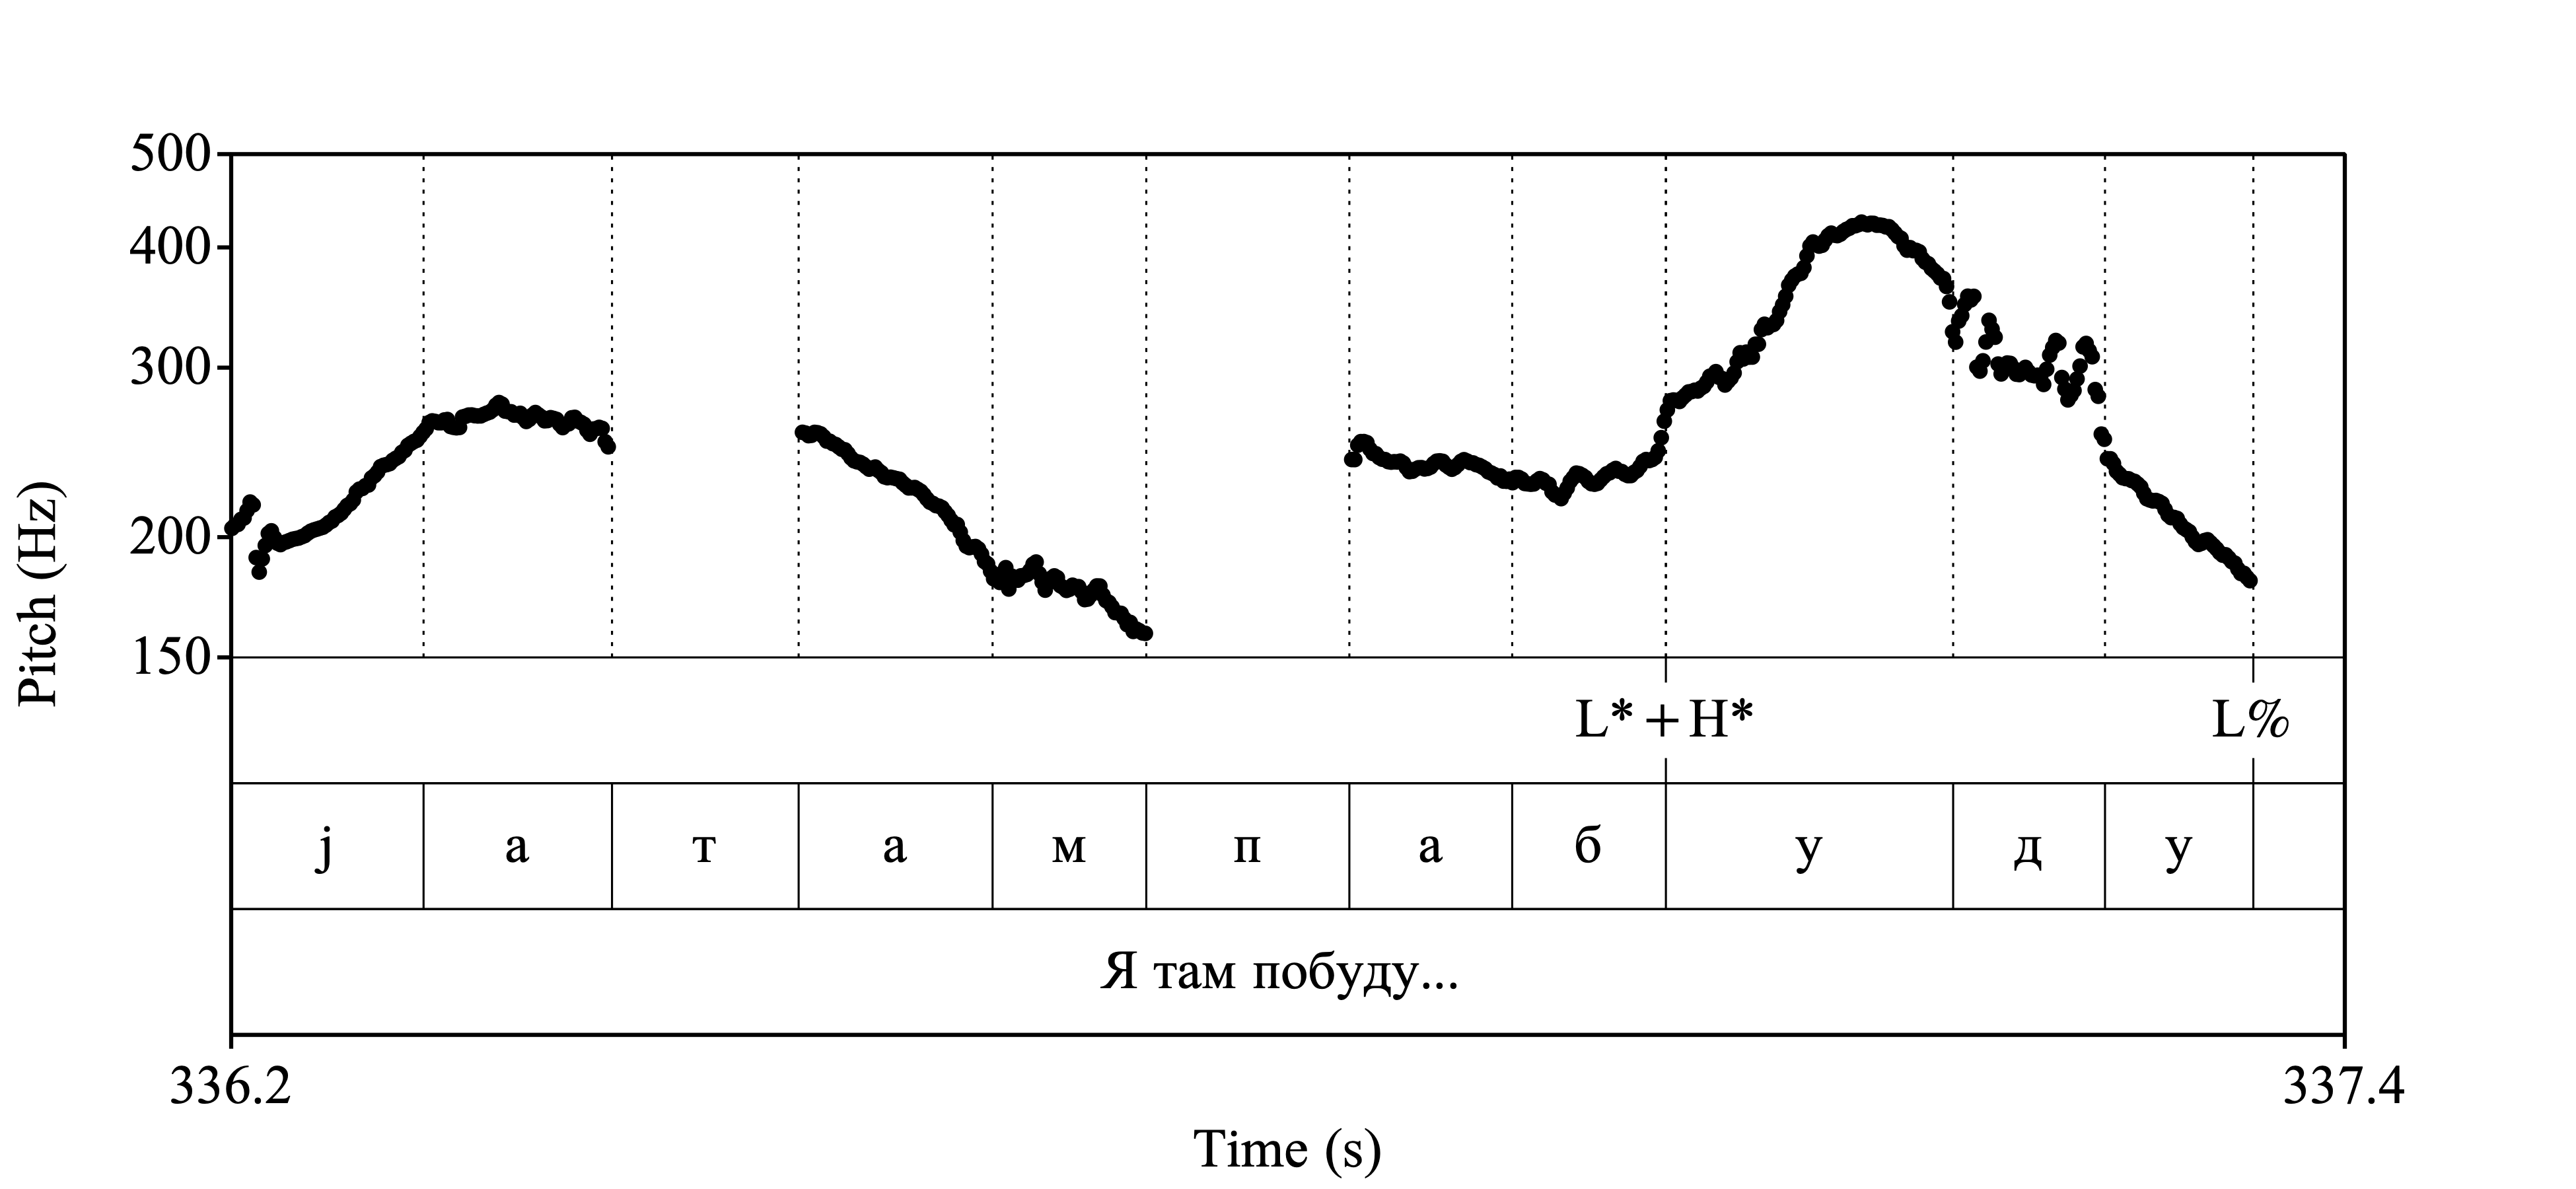 500
400
300
200
150
Pitch (Hz)
L*+H* L%
j а т а м п а б у д у
Я там побуду...
336.2 337.4
Time (s)